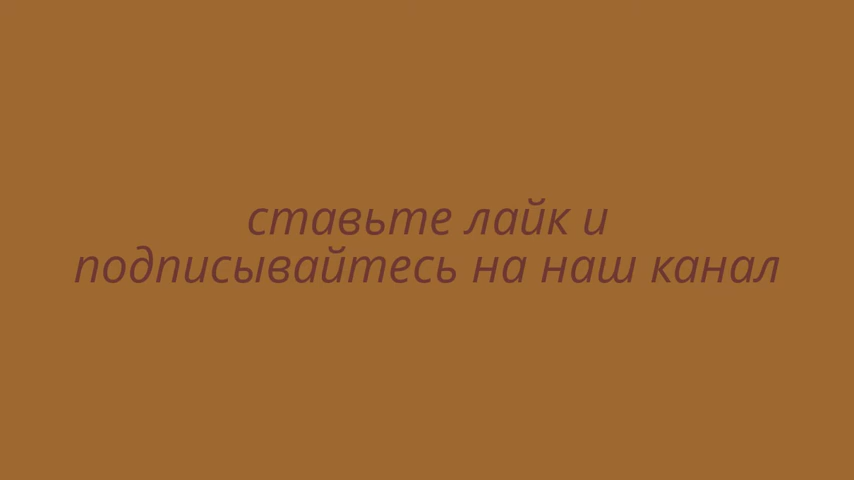 ставьте лайк и
подписывайтесь на наш канал